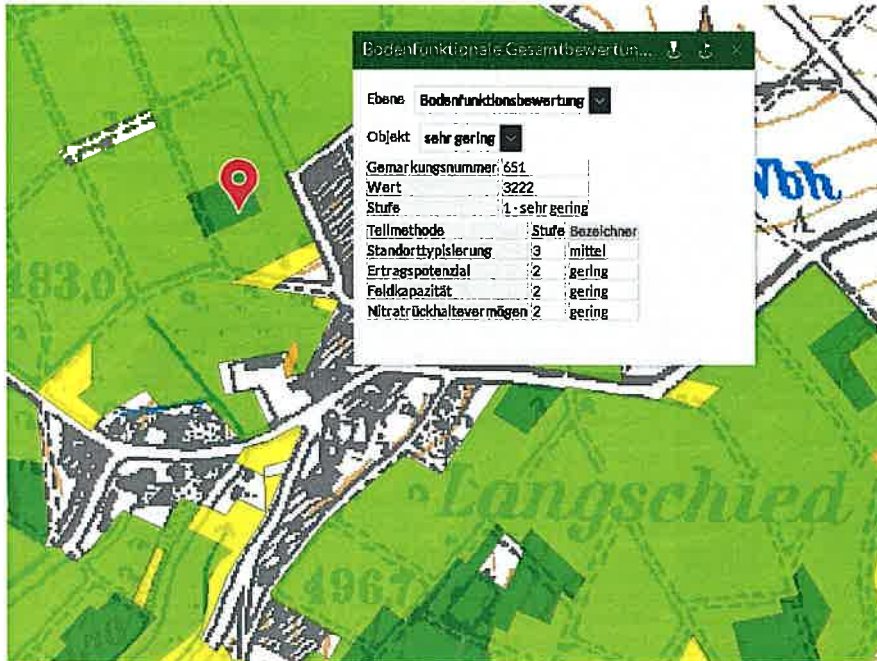 Bodenfunktionale Gesamtbewertun...
Ebene Bodenfunktionsbewertung
Objekt sehr gering
Gemarkungsnummer 651
Wert 3222
Stufe 1 - sehr gering
Teilmethode Stufe Bezeichner
Standorttypisierung 3 mittel
Ertragspotenzial 2 gering
Feldkapazität 2 gering
Nitratrückhaltevermögen 2 gering
Wbh
483,0
Langschied
496,7